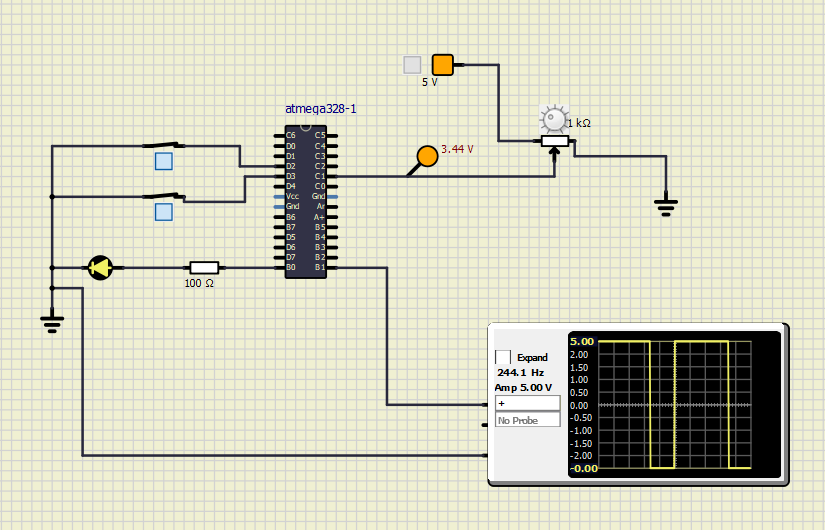 5 V
atmega328-1
1 kΩ
3.44 V
C6 C5
D0 C4
D1 C3
D2 C2
D3 C1
D4 C0
Vcc Gnd
Gnd Ar
B6 A+
B7 B5
D5 B4
D6 B3
D7 B2
B0 B1
100 Ω
Expand
244.1 Hz
Amp 5.00 V
+
No Probe
5.00
2.00
1.50
1.00
0.50
0.00
-0.50
-1.00
-1.50
-2.00
-0.00